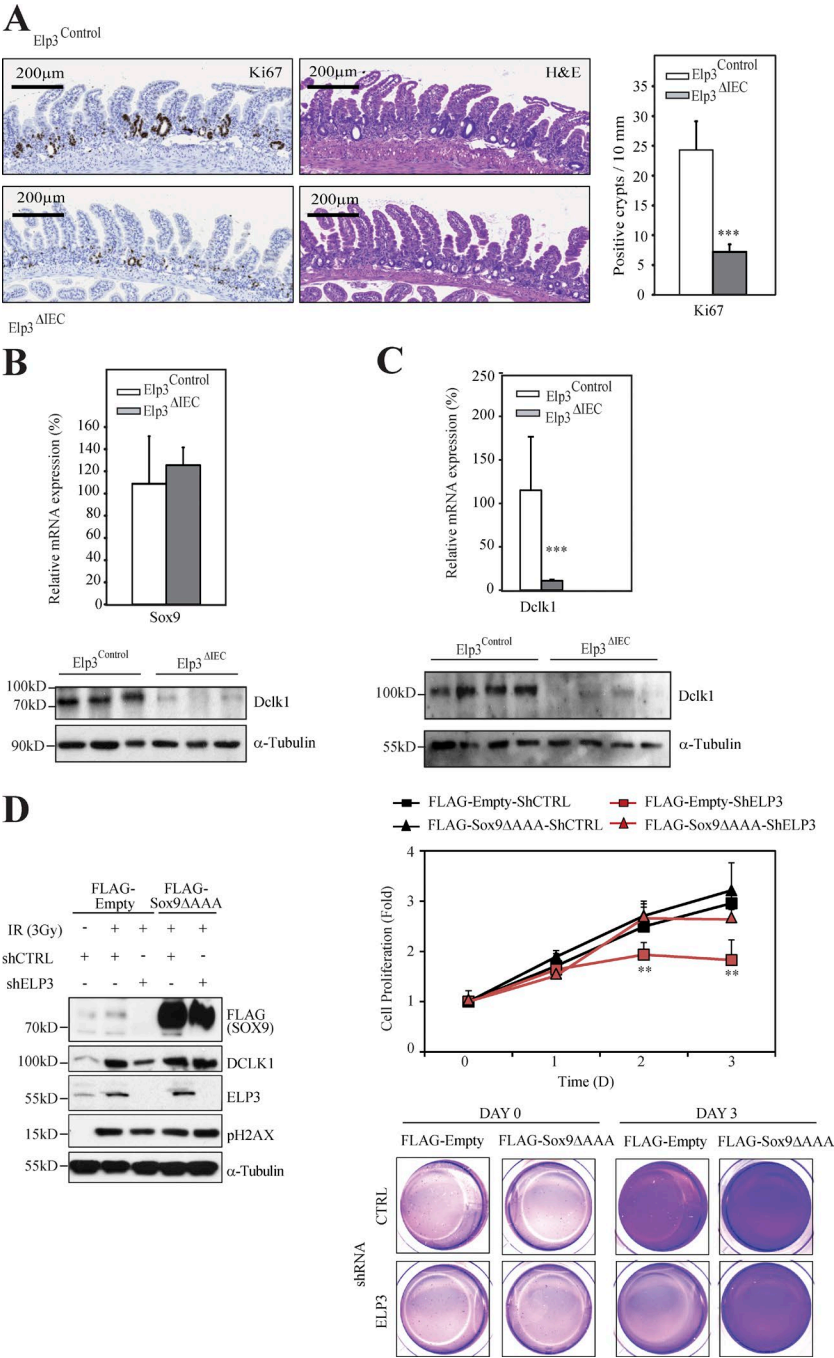 A
Elp3Control
200µm
Ki67
200µm
H&E
200µm
200µm
Elp3ΔIEC
Elp3Control
Elp3ΔIEC
Positive crypts / 10 mm
40
35
30
25
20
15
10
5
0
***
Ki67
B
Elp3Control
Elp3ΔIEC
Relative mRNA expression (%)
160
140
120
100
80
60
40
20
0
Sox9
Elp3Control
Elp3ΔIEC
100kD
70kD
Dclk1
90kD
α-Tubulin
C
Elp3Control
Elp3ΔIEC
Relative mRNA expression (%)
250
200
150
100
50
0
***
Dclk1
Elp3Control
Elp3ΔIEC
100kD
Dclk1
55kD
α-Tubulin
D
FLAG-
Empty
FLAG-
Sox9ΔAAA
IR (3Gy) - + + + +
shCTRL + + - + -
shELP3 - - + - +
70kD
FLAG
(SOX9)
100kD
DCLK1
55kD
ELP3
15kD
pH2AX
55kD
α-Tubulin
FLAG-Empty-ShCTRL
FLAG-Empty-ShELP3
FLAG-Sox9ΔAAA-ShCTRL
FLAG-Sox9ΔAAA-ShELP3
Cell Proliferation (Fold)
4
3
2
1
0
**
**
0 1 2 3
Time (D)
DAY 0
DAY 3
FLAG-Empty
FLAG-Sox9ΔAAA
FLAG-Empty
FLAG-Sox9ΔAAA
shRNA
CTRL
ELP3